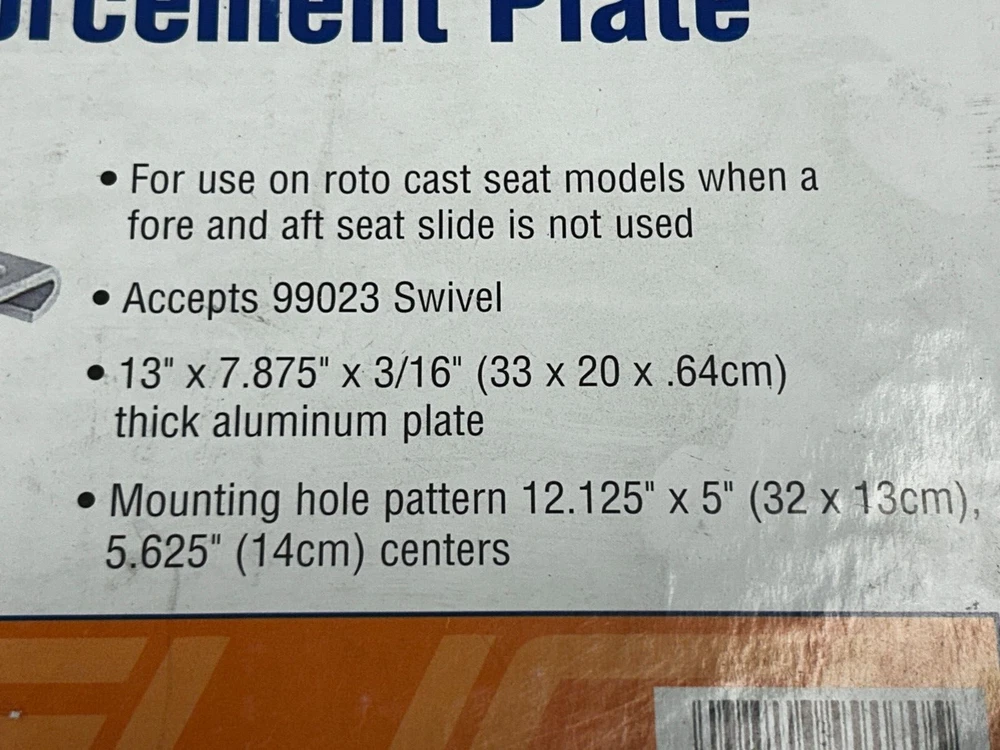 orcement Plate
• For use on roto cast seat models when a
fore and aft seat slide is not used
• Accepts 99023 Swivel
• 13" x 7.875" x 3/16" (33 x 20 x .64cm)
thick aluminum plate
• Mounting hole pattern 12.125" x 5" (32 x 13cm),
5.625" (14cm) centers